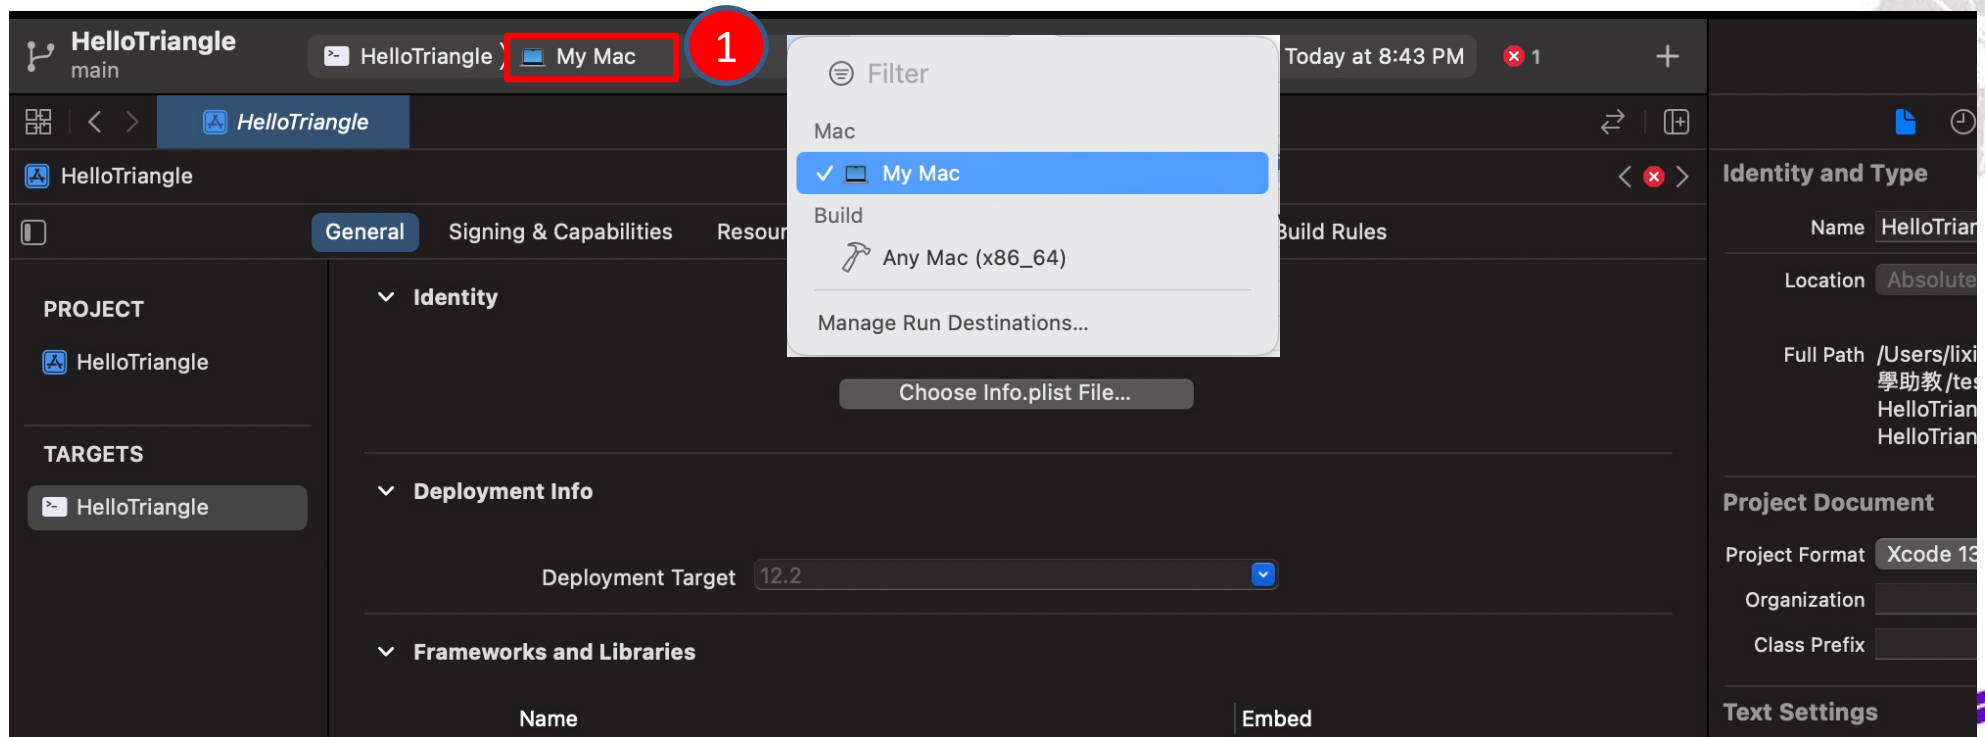 HelloTriangle
main
HelloTriangle
My Mac
1
Today at 8:43 PM
1
HelloTriangle
HelloTriangle
General
Signing & Capabilities
Resour
Build Rules
Filter
Mac
My Mac
Build
Any Mac (x86_64)
Manage Run Destinations...
PROJECT
HelloTriangle
TARGETS
HelloTriangle
Identity
Choose Info.plist File...
Deployment Info
Deployment Target 12.2
Frameworks and Libraries
Name
Embed
Identity and Type
Name HelloTrian
Location Absolute
Full Path /Users/lixi
學助教/tes
HelloTrian
HelloTrian
Project Document
Project Format Xcode 13
Organization
Class Prefix
Text Settings